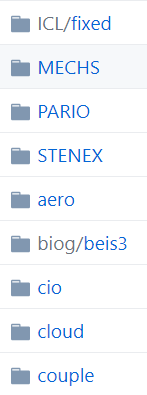 ICL/fixed
MECHS
PARIO
STENEX
aero
biog/beis3
cio
cloud
couple